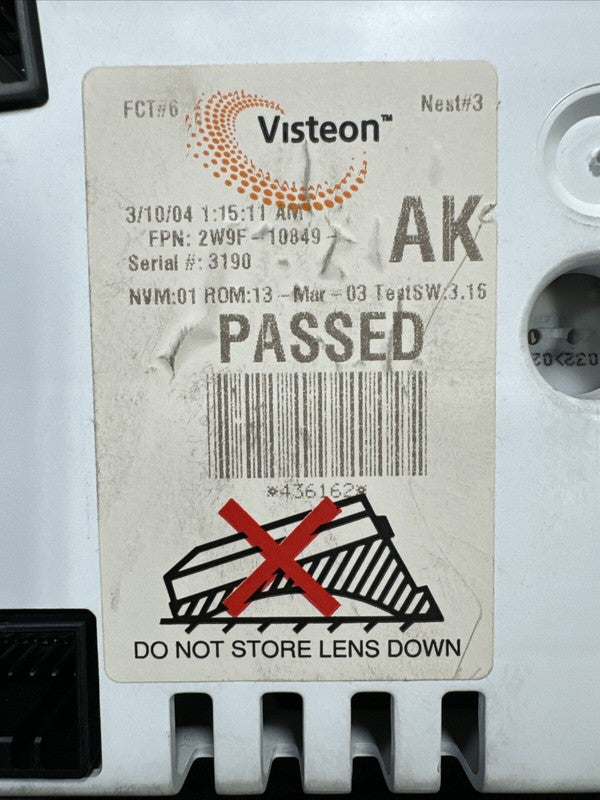 FCT#6
Nest#3
Visteon™
3/10/04 1:15:11 AM
AK
FPN: 2W9F-10849-
Serial #: 3190
NVM:01 ROM:13-Mar-03 TestSW:3.15
PASSED
*436162*
DO NOT STORE LENS DOWN